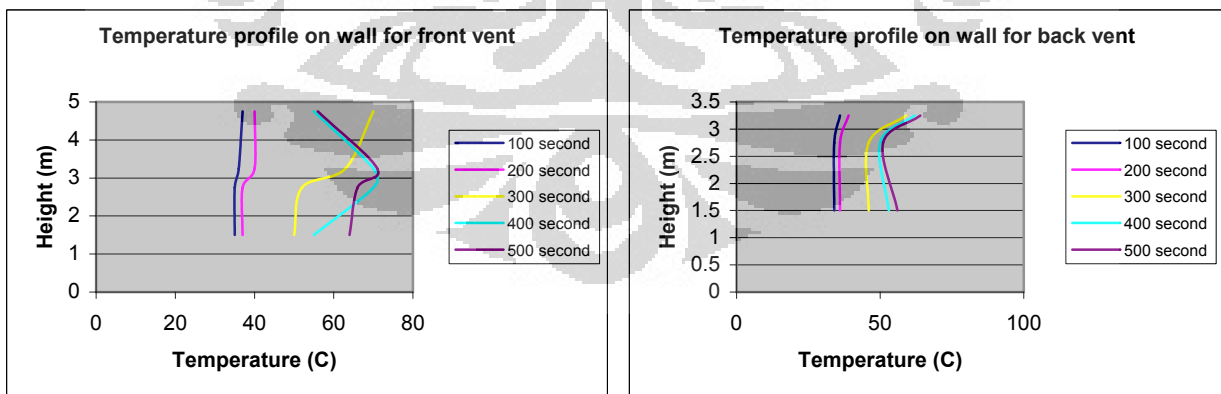 Temperature profile on wall for front vent
5
4
3
2
1
0
Height (m)
0 20 40 60 80
Temperature (C)
100 second
200 second
300 second
400 second
500 second
Temperature profile on wall for back vent
3.5
3
2.5
2
1.5
1
0.5
0
Height (m)
0 50 100
Temperature (C)
100 second
200 second
300 second
400 second
500 second